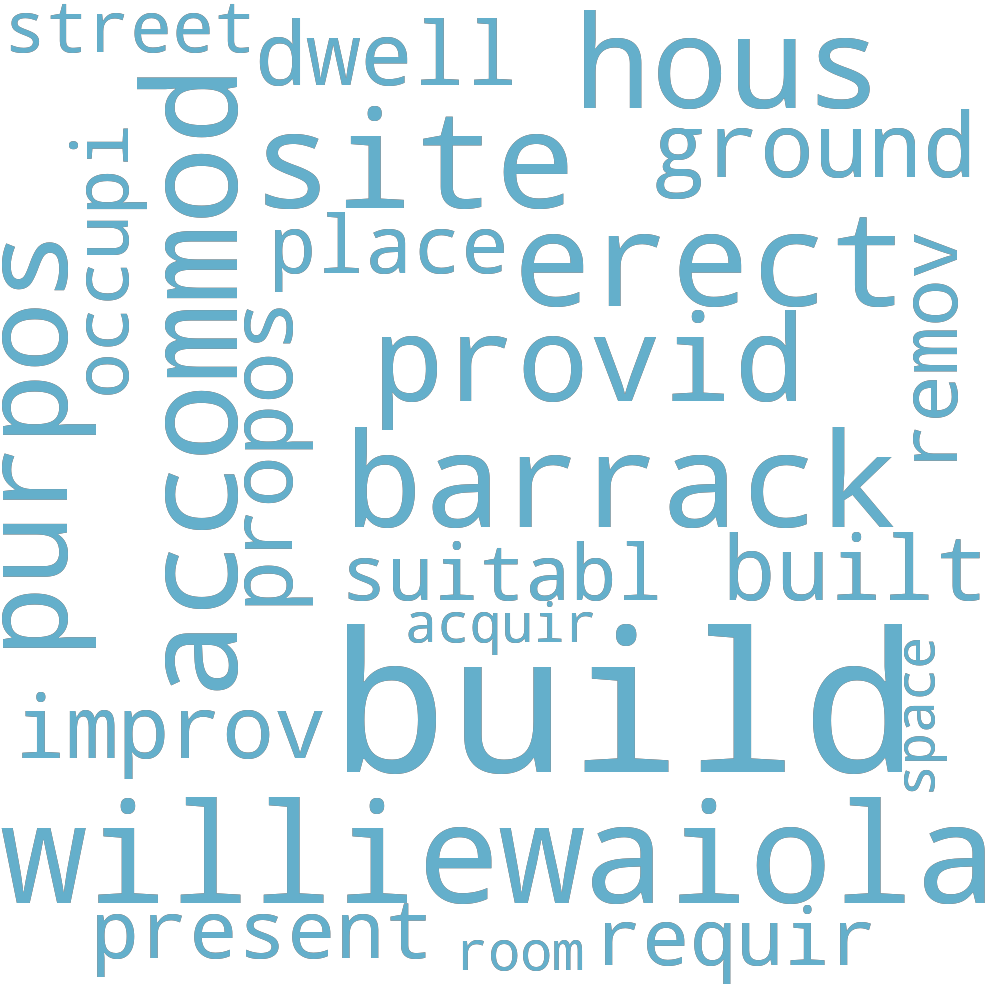 street
dwell
hous
ground
site
accommod
occupi
place
erect
remov
purpos
propos
provid
barrack
suitabl
built
acquir
build
space
improv
williewaiola
present
room
requir